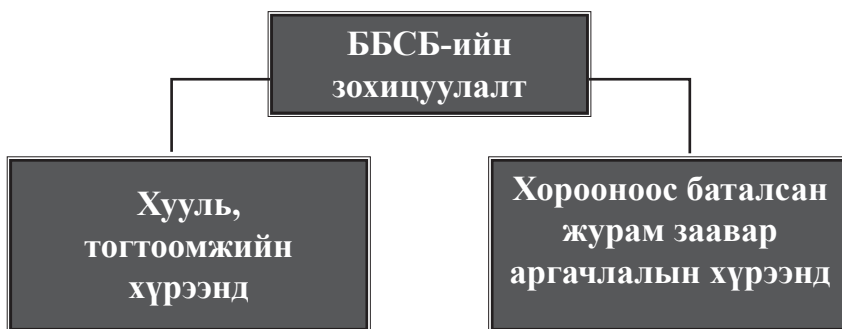 ББСБ-ийн
зохицуулалт
Хууль,
тогтоомжийн
хүрээнд
Хорооноос баталсан
журам заавар
аргачлалын хүрээнд